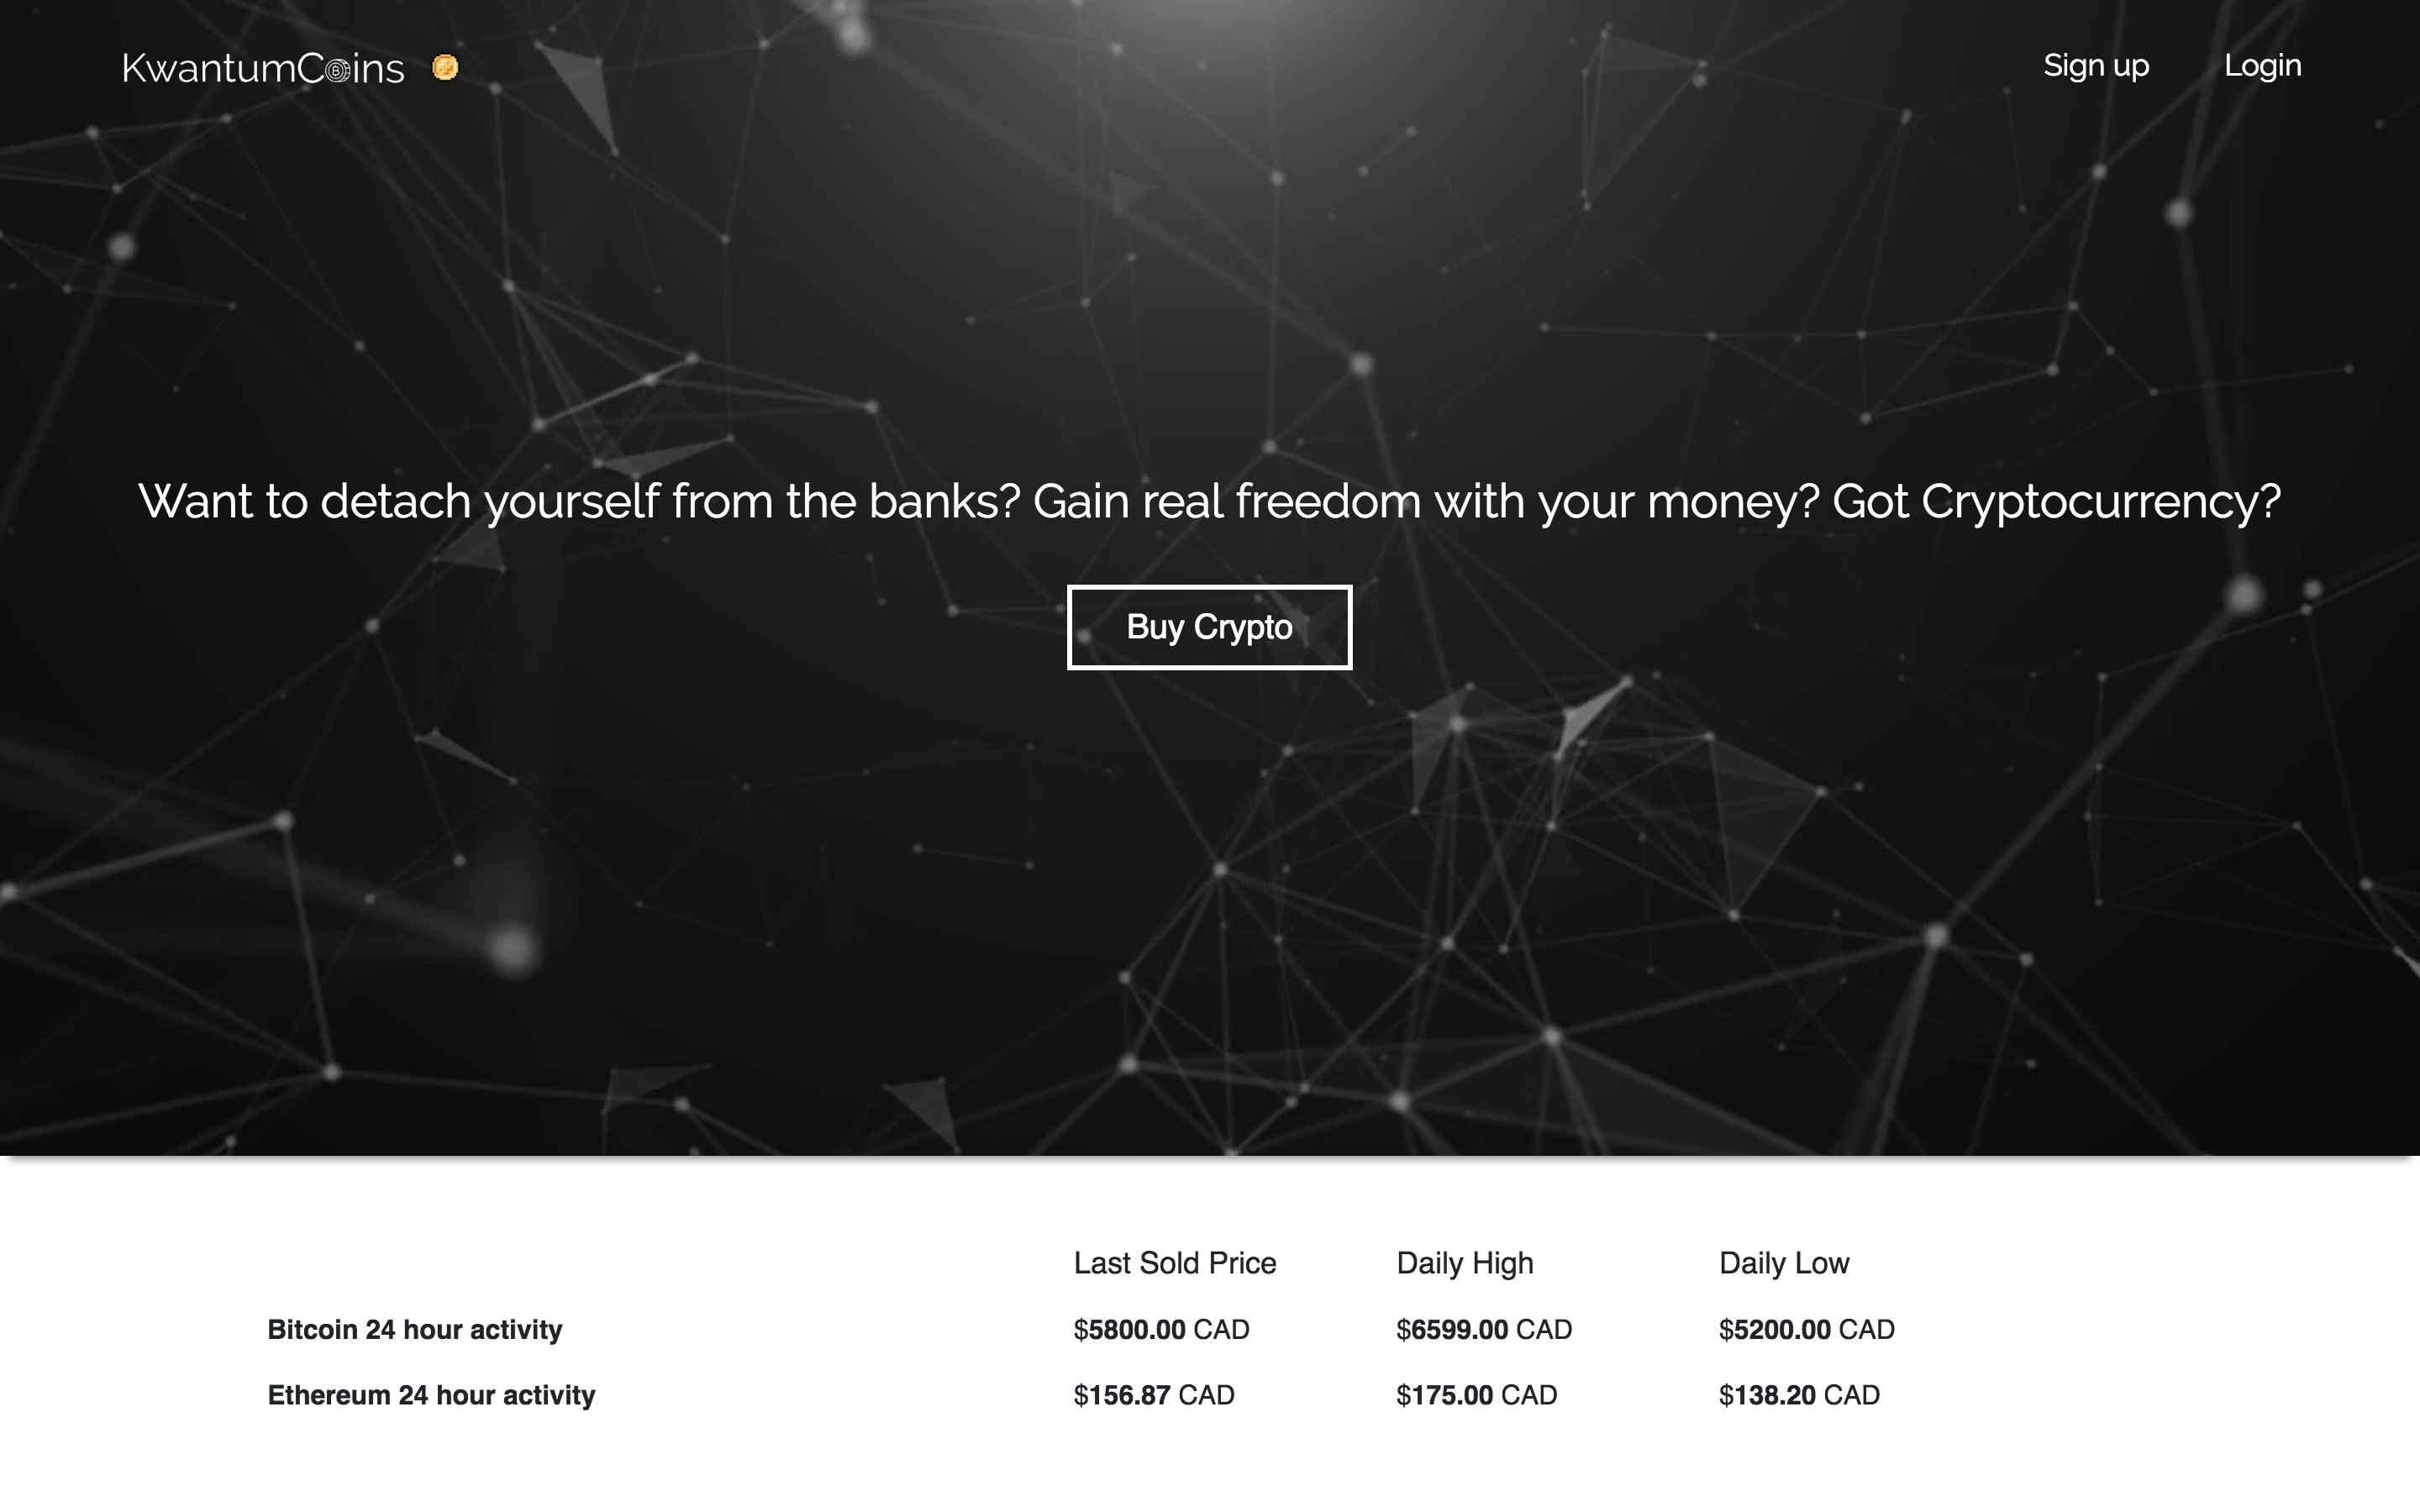 KwantumCoins
Sign up Login
Want to detach yourself from the banks? Gain real freedom with your money? Got Cryptocurrency?
Buy Crypto
Last Sold Price Daily High Daily Low
Bitcoin 24 hour activity $5800.00 CAD $6599.00 CAD $5200.00 CAD
Ethereum 24 hour activity $156.87 CAD $175.00 CAD $138.20 CAD